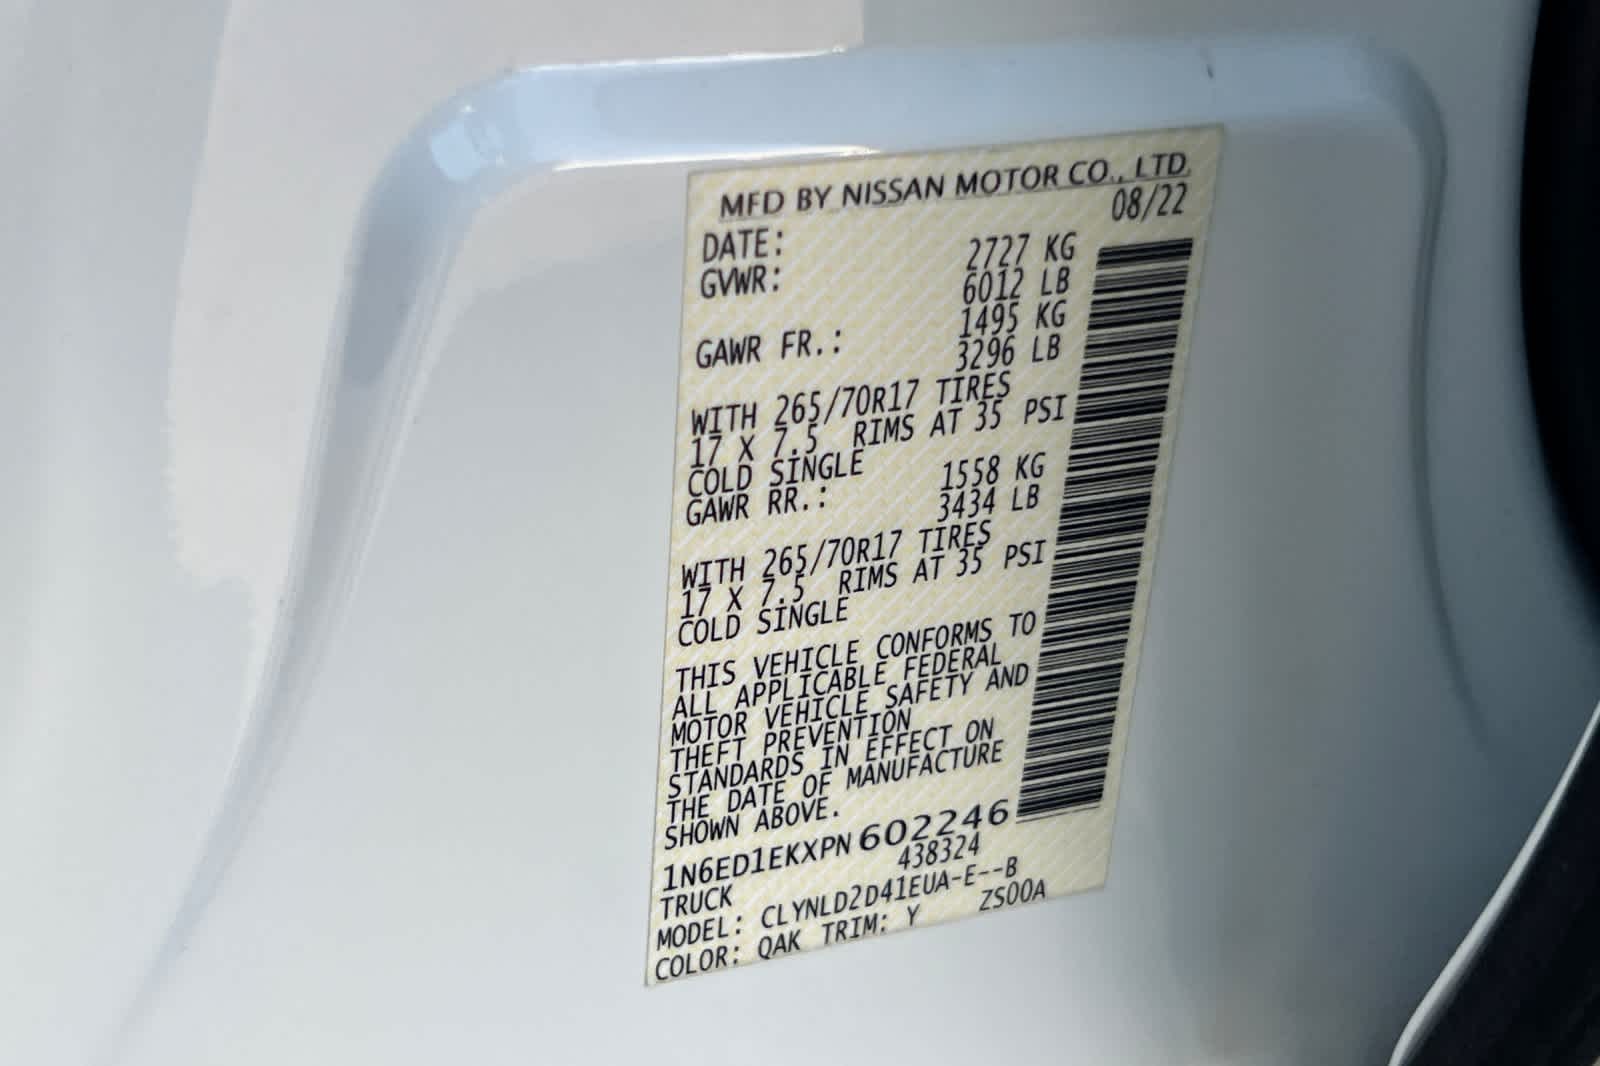 MFD BY NISSAN MOTOR CO., LTD.
DATE: 08/22
GVWR: 2727 KG
6012 LB
GAWR FR.: 1495 KG
3296 LB
WITH 265/70R17 TIRES
17 X 7.5 RIMS AT 35 PSI
COLD SINGLE
GAWR RR.: 1558 KG
3434 LB
WITH 265/70R17 TIRES
17 X 7.5 RIMS AT 35 PSI
COLD SINGLE
THIS VEHICLE CONFORMS TO
ALL APPLICABLE FEDERAL
MOTOR VEHICLE SAFETY AND
THEFT PREVENTION
STANDARDS IN EFFECT ON
THE DATE OF MANUFACTURE
SHOWN ABOVE.
1N6ED1EKXPN602246
TRUCK 438324
MODEL: CLYNLD2D41EUA-E--B
COLOR: QAK TRIM: Y ZS00A